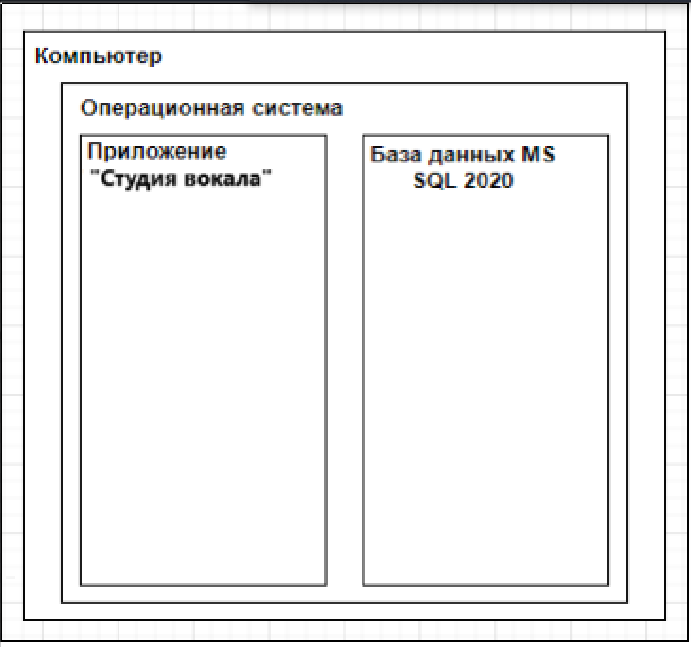 Компьютер
Операционная система
Приложение
"Студия вокала"
База данных MS
SQL 2020